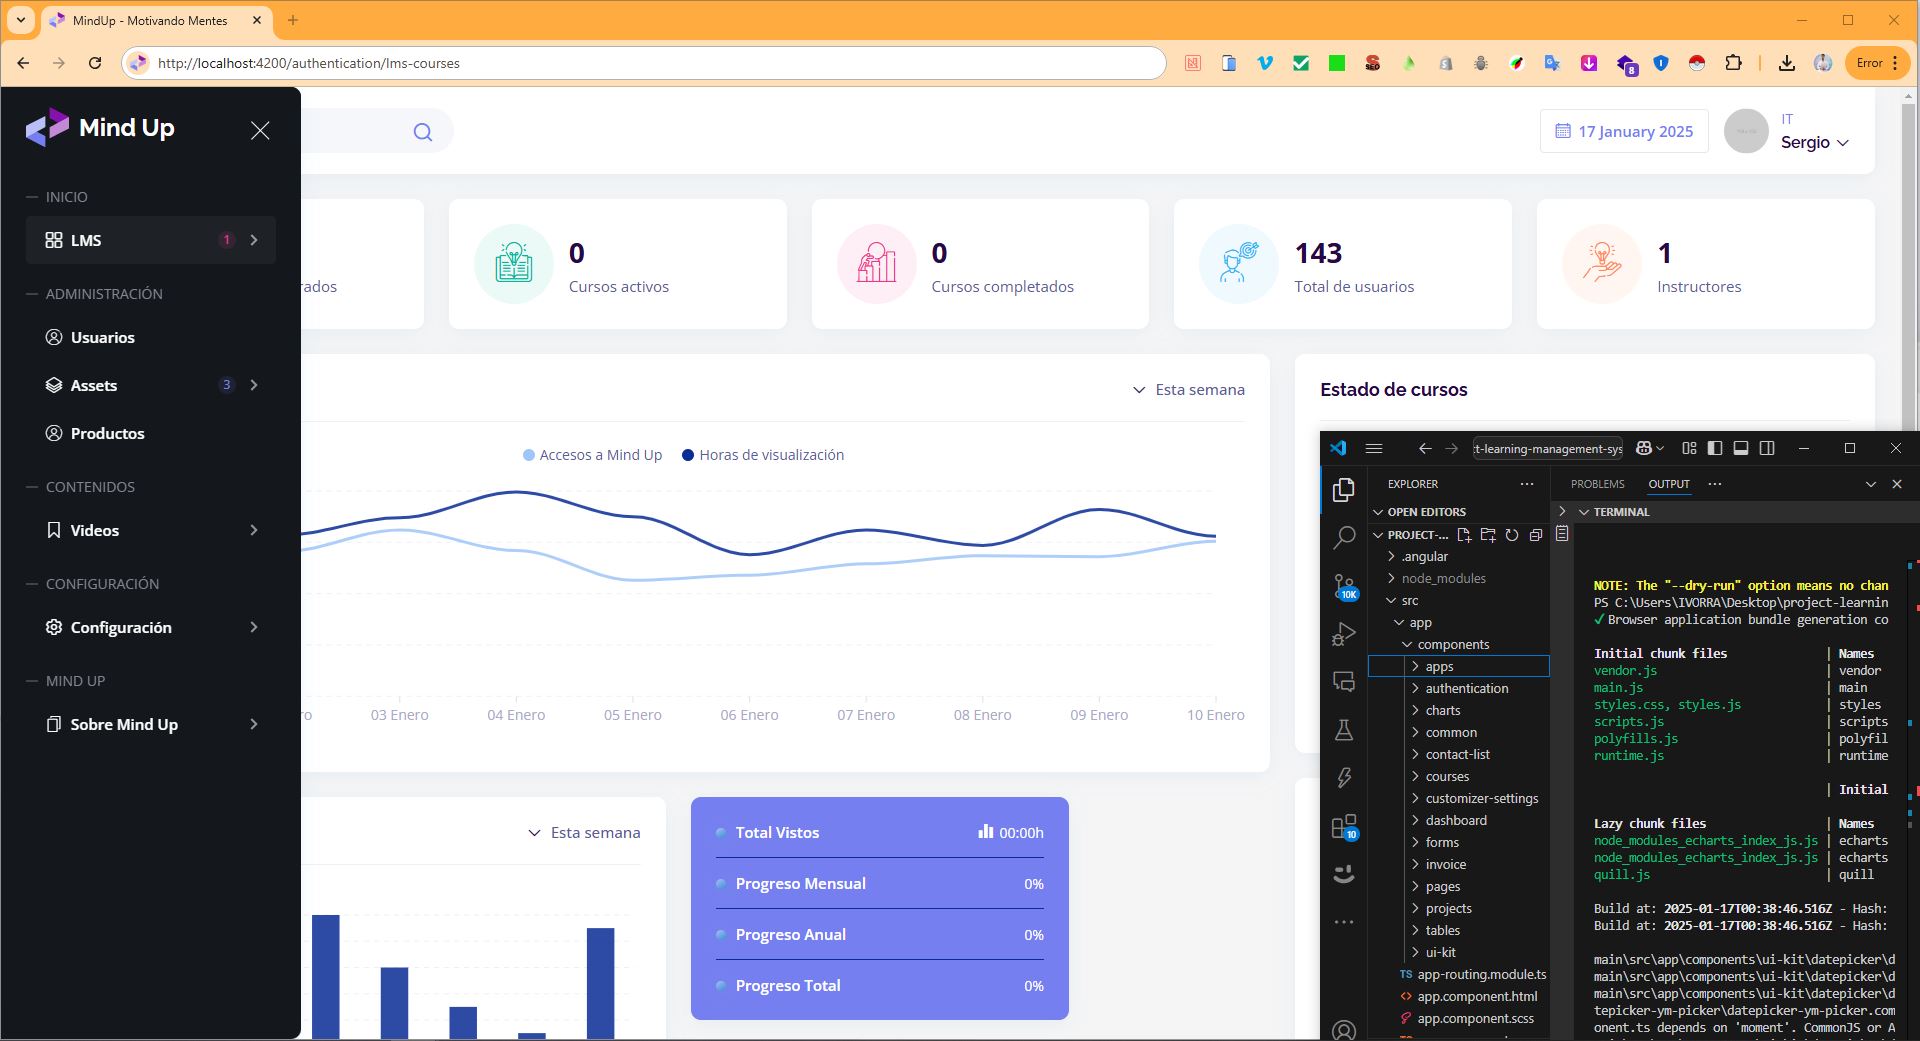 MindUp - Motivando Mentes
http://localhost:4200/authentication/lms-courses
Error
8
Mind Up
17 January 2025
IT
Sergio
INICIO
LMS 1
ADMINISTRACIÓN
Usuarios
Assets 3
Productos
CONTENIDOS
Videos
CONFIGURACIÓN
Configuración
MIND UP
Sobre Mind Up
rados
0
Cursos activos
0
Cursos completados
143
Total de usuarios
1
Instructores
Esta semana
Accesos a Mind Up Horas de visualización
ro 03 Enero 04 Enero 05 Enero 06 Enero 07 Enero 08 Enero 09 Enero 10 Enero
Estado de cursos
Esta semana
Total Vistos 00:00h
Progreso Mensual 0%
Progreso Anual 0%
Progreso Total 0%
t-learning-management-sys
10K
10
EXPLORER
OPEN EDITORS
PROJECT-...
.angular
node_modules
src
app
components
apps
authentication
charts
common
contact-list
courses
customizer-settings
dashboard
forms
invoice
pages
projects
tables
ui-kit
TS app-routing.module.ts
<> app.component.html
app.component.scss
PROBLEMS OUTPUT ...
TERMINAL
NOTE: The "--dry-run" option means no chan
PS C:\Users\IVORRA\Desktop\project-learnin
✓ Browser application bundle generation co
Initial chunk files | Names
vendor.js | vendor
main.js | main
styles.css, styles.js | styles
scripts.js | scripts
polyfills.js | polyfil
runtime.js | runtime
| Initial
Lazy chunk files | Names
node_modules_echarts_index_js.js | echarts
node_modules_echarts_index_js.js | echarts
quill.js | quill
Build at: 2025-01-17T00:38:46.516Z - Hash:
Build at: 2025-01-17T00:38:46.516Z - Hash:
main\src\app\components\ui-kit\datepicker\d
main\src\app\components\ui-kit\datepicker\d
main\src\app\components\ui-kit\datepicker\d
tepicker-ym-picker\datepicker-ym-picker.com
onent.ts depends on 'moment'. CommonJS or A